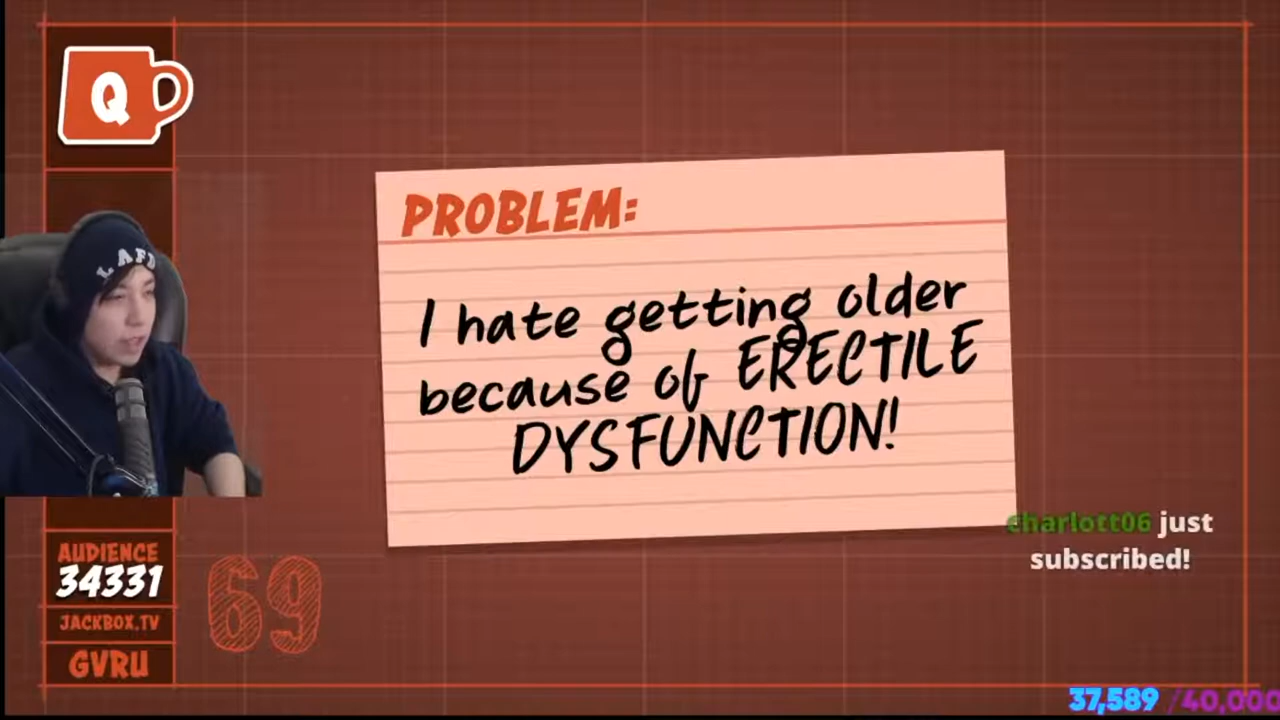 Q
LAFD
PROBLEM:
I hate getting older
because of ERECTILE
DYSFUNCTION!
charlott06 just
subscribed!
AUDIENCE
34331
69
JACKBOX.TV
GVRU
37,589 /40,000